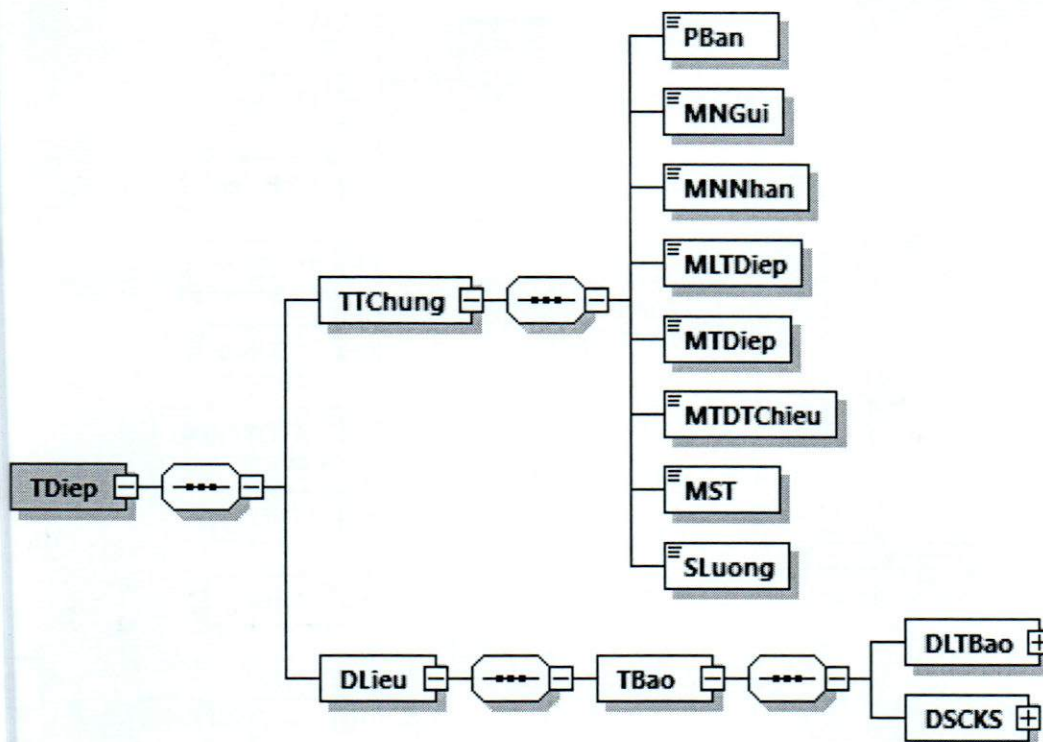 PBan
MNGui
MNNhan
MLTDiep
TTChung
MTDiep
MTDTChieu
TDiep
MST
SLuong
DLTBao
DLieu
TBao
DSCKS